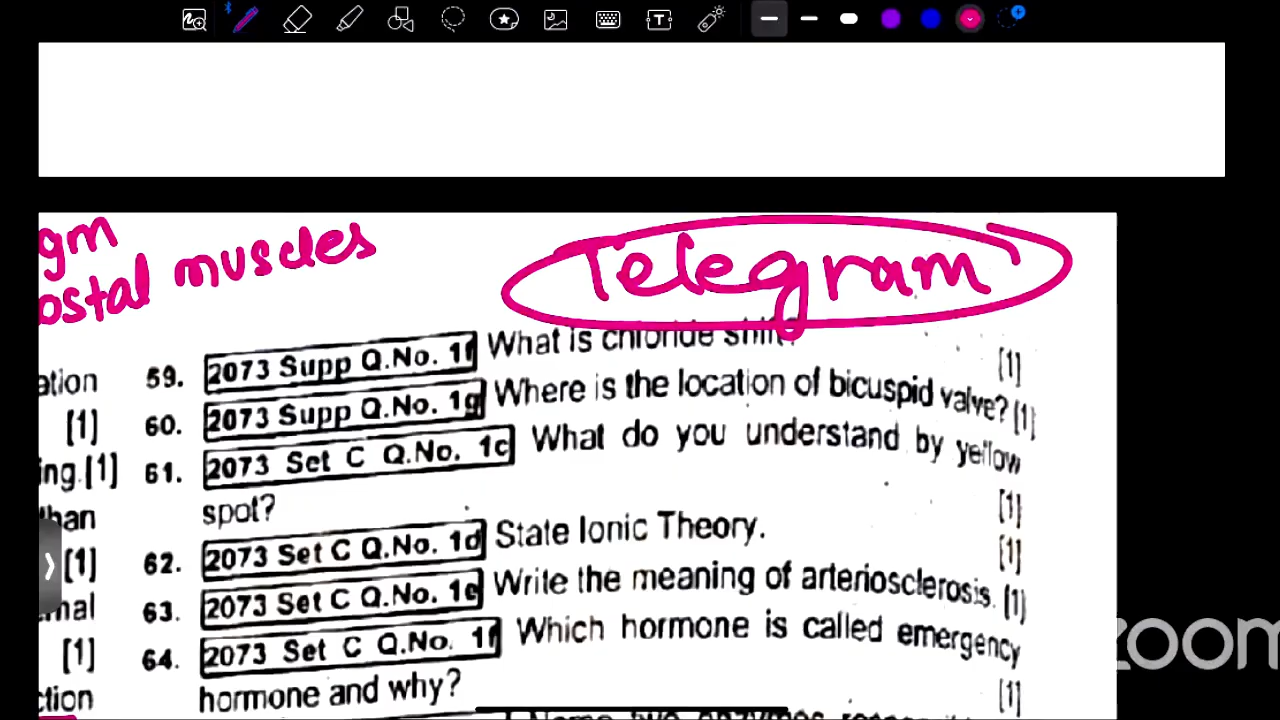 gm
ostal muscles
Telegram
ation
[1]
ing.[1]
than
[1]
[1]
ction
59. 2073 Supp Q.No. 1f What is chloride shift? [1]
60. 2073 Supp Q.No. 1g Where is the location of bicuspid valve? [1]
61. 2073 Set C Q.No. 1c What do you understand by yellow
spot? [1]
62. 2073 Set C Q.No. 1d State Ionic Theory. [1]
63. 2073 Set C Q.No. 1e Write the meaning of arteriosclerosis. [1]
64. 2073 Set C Q.No. 1f Which hormone is called emergency
hormone and why? [1]
zoom